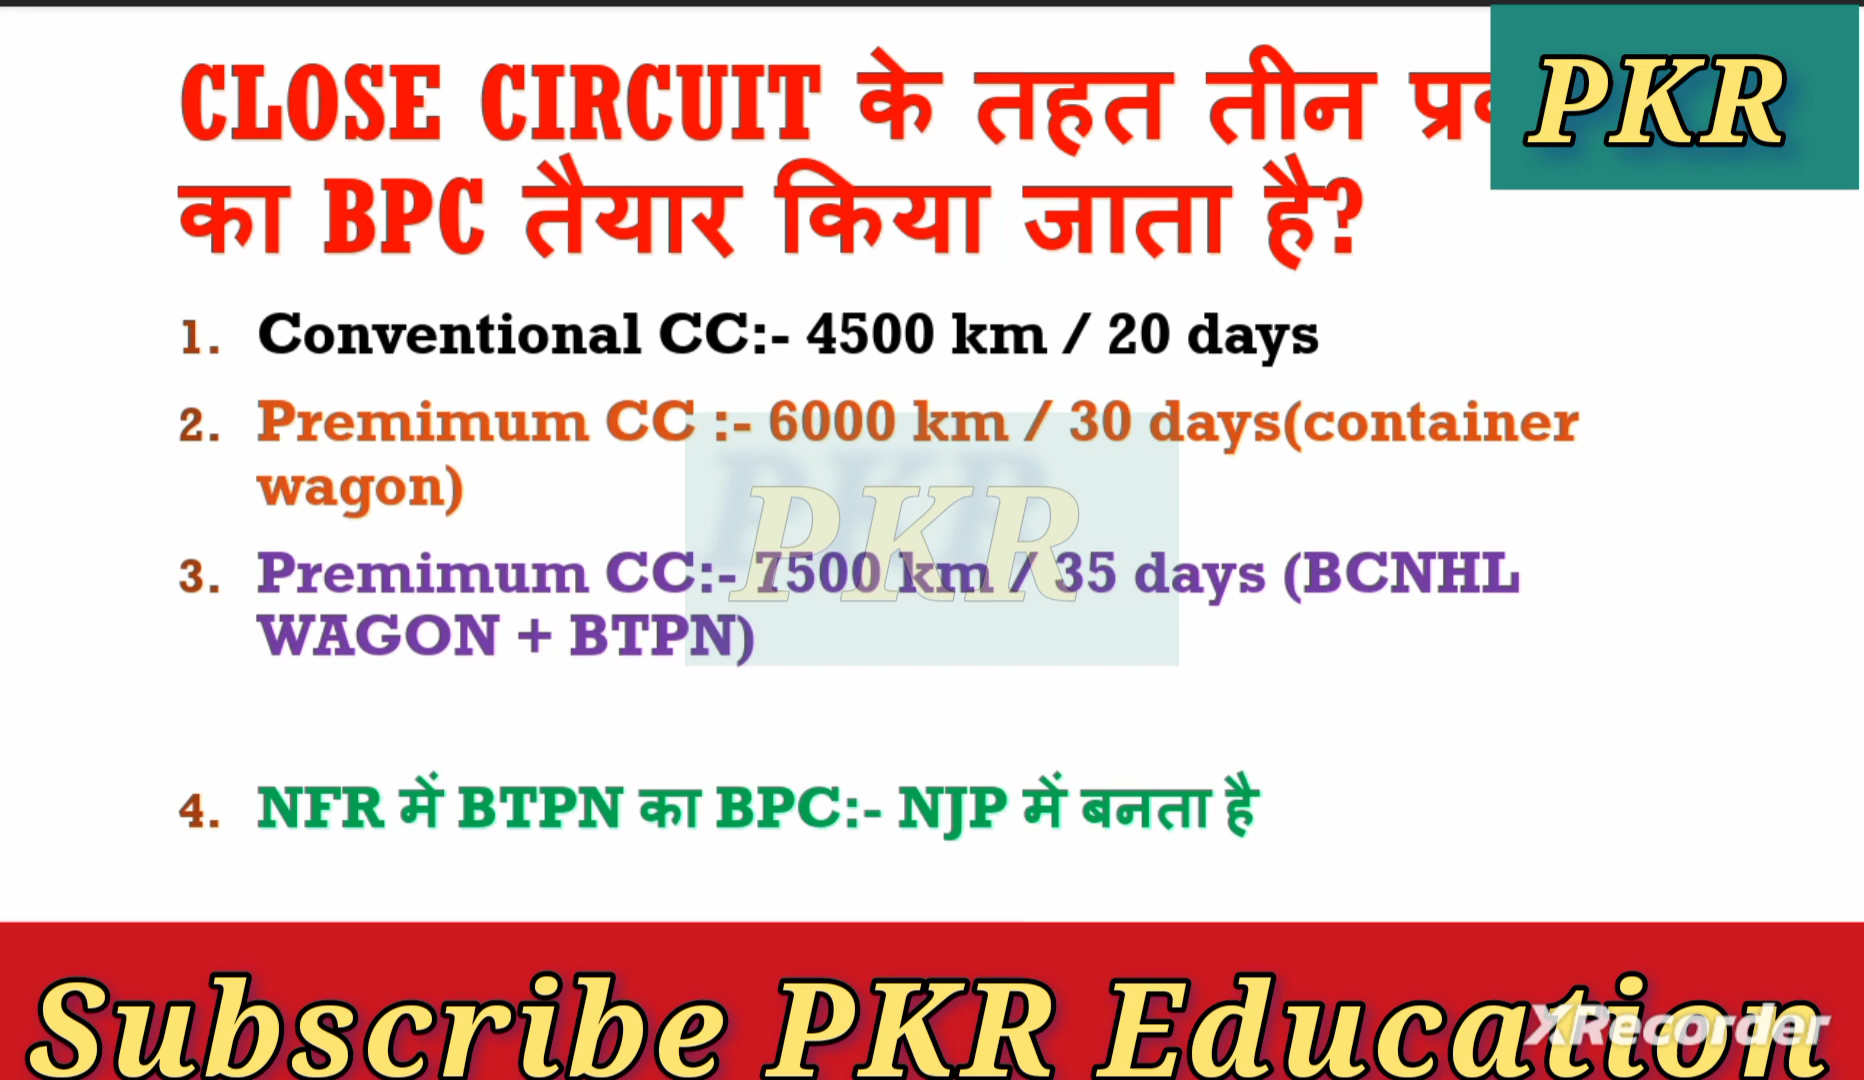 CLOSE CIRCUIT के तहत तीन
PKR
का BPC तैयार किया जाता है?
1. Conventional CC:- 4500 km / 20 days
2. Premimum CC :- 6000 km / 30 days(container
wagon)
PKR
3. Premimum CC:- 7500 km / 35 days (BCNHL
WAGON + BTPN)
4. NFR में BTPN का BPC:- NJP में बनता है
Subscribe PKR Education
XRecorder